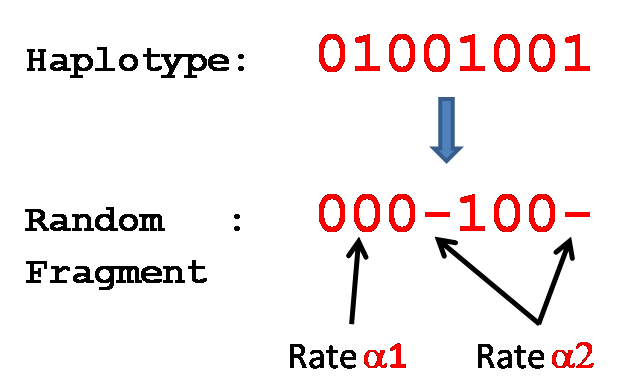 Haplotype: 01001001
Random : 000-100-
Fragment
Rate α1 Rate α2